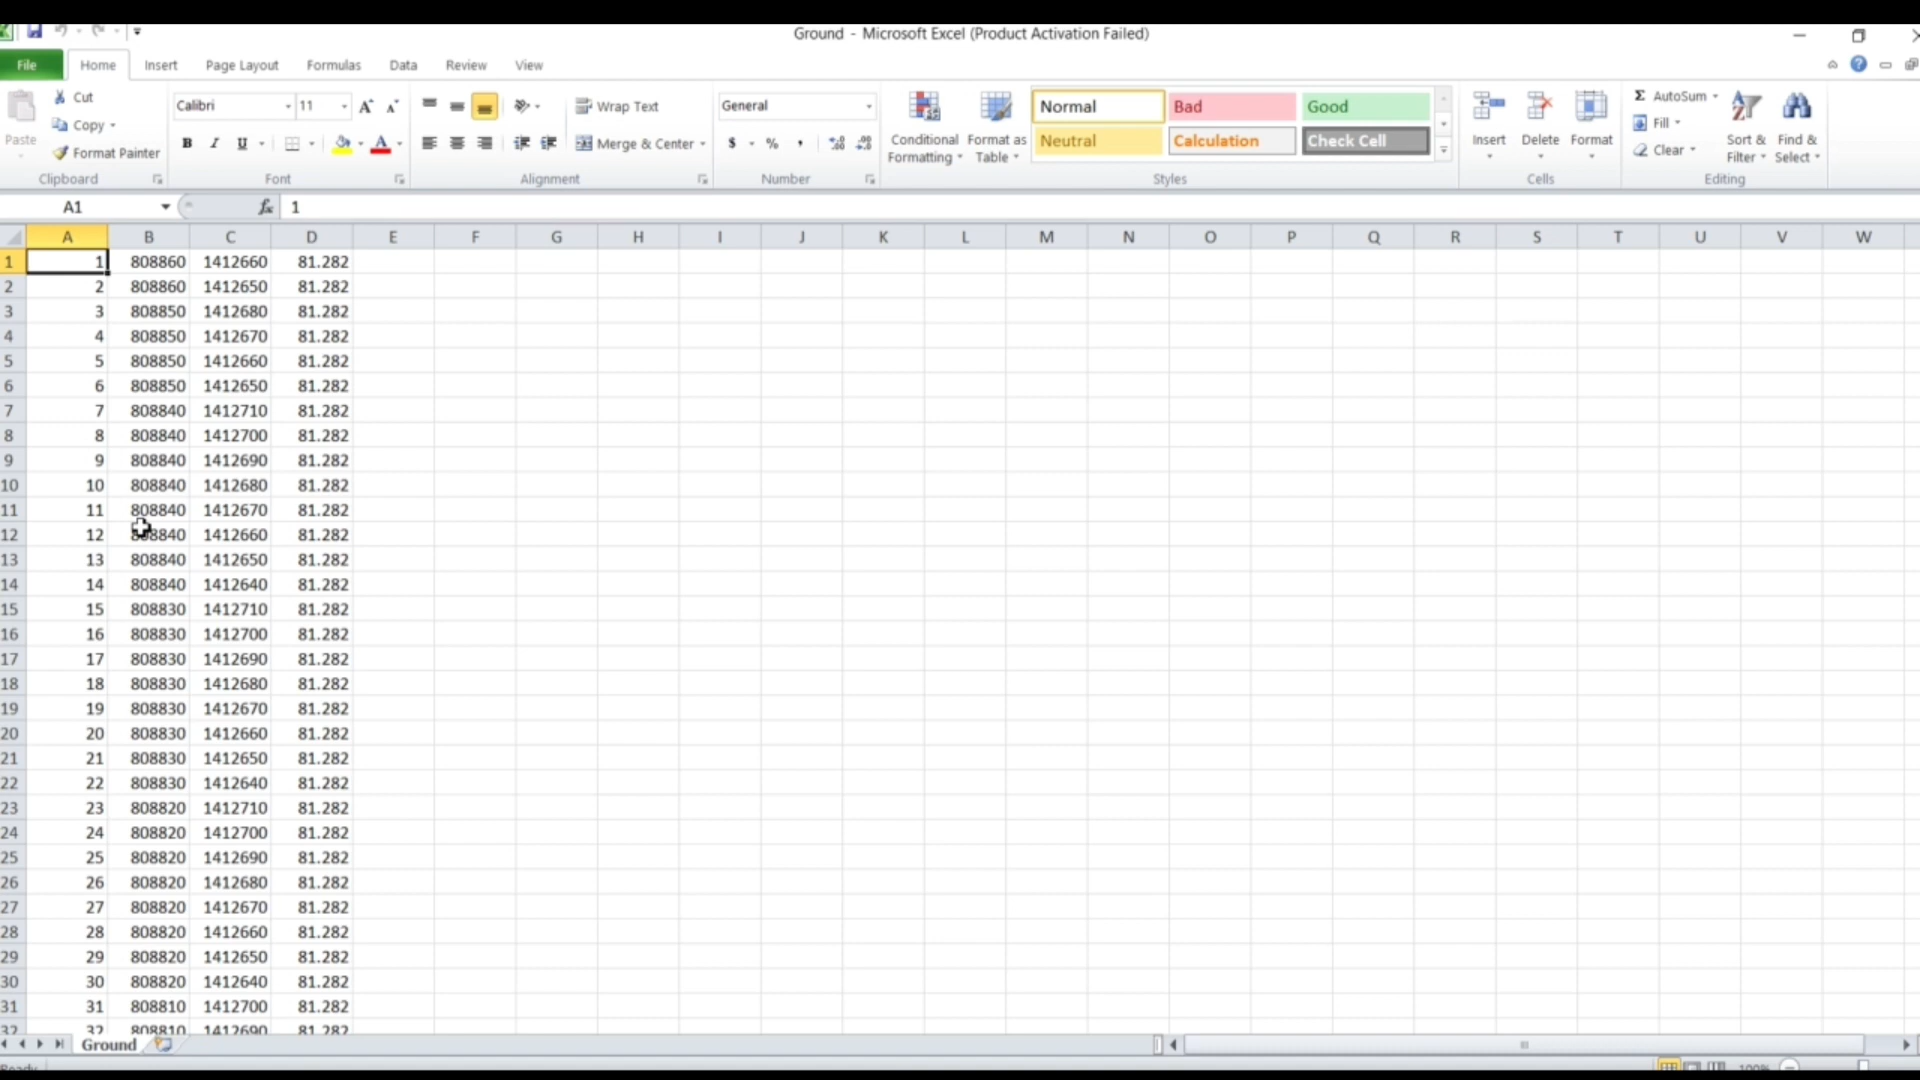 Ground - Microsoft Excel (Product Activation Failed)
File Home Insert Page Layout Formulas Data Review View
Paste Cut Copy Format Painter Clipboard
Calibri 11 A A B I U A Font
Wrap Text Merge & Center Alignment
General $ % , Number
Conditional Formatting Format as Table
Normal Bad Good
Neutral Calculation Check Cell
Styles
Insert Delete Format Cells
Σ AutoSum Fill Clear Sort & Filter Find & Select Editing
A1 fx 1
A B C D E F G H I J K L M N O P Q R S T U V W
1 1 808860 1412660 81.282
2 2 808860 1412650 81.282
3 3 808850 1412680 81.282
4 4 808850 1412670 81.282
5 5 808850 1412660 81.282
6 6 808850 1412650 81.282
7 7 808840 1412710 81.282
8 8 808840 1412700 81.282
9 9 808840 1412690 81.282
10 10 808840 1412680 81.282
11 11 808840 1412670 81.282
12 12 808840 1412660 81.282
13 13 808840 1412650 81.282
14 14 808840 1412640 81.282
15 15 808830 1412710 81.282
16 16 808830 1412700 81.282
17 17 808830 1412690 81.282
18 18 808830 1412680 81.282
19 19 808830 1412670 81.282
20 20 808830 1412660 81.282
21 21 808830 1412650 81.282
22 22 808830 1412640 81.282
23 23 808820 1412710 81.282
24 24 808820 1412700 81.282
25 25 808820 1412690 81.282
26 26 808820 1412680 81.282
27 27 808820 1412670 81.282
28 28 808820 1412660 81.282
29 29 808820 1412650 81.282
30 30 808820 1412640 81.282
31 31 808810 1412700 81.282
32 32 808810 1412690 81.282
Ground
Ready 100%